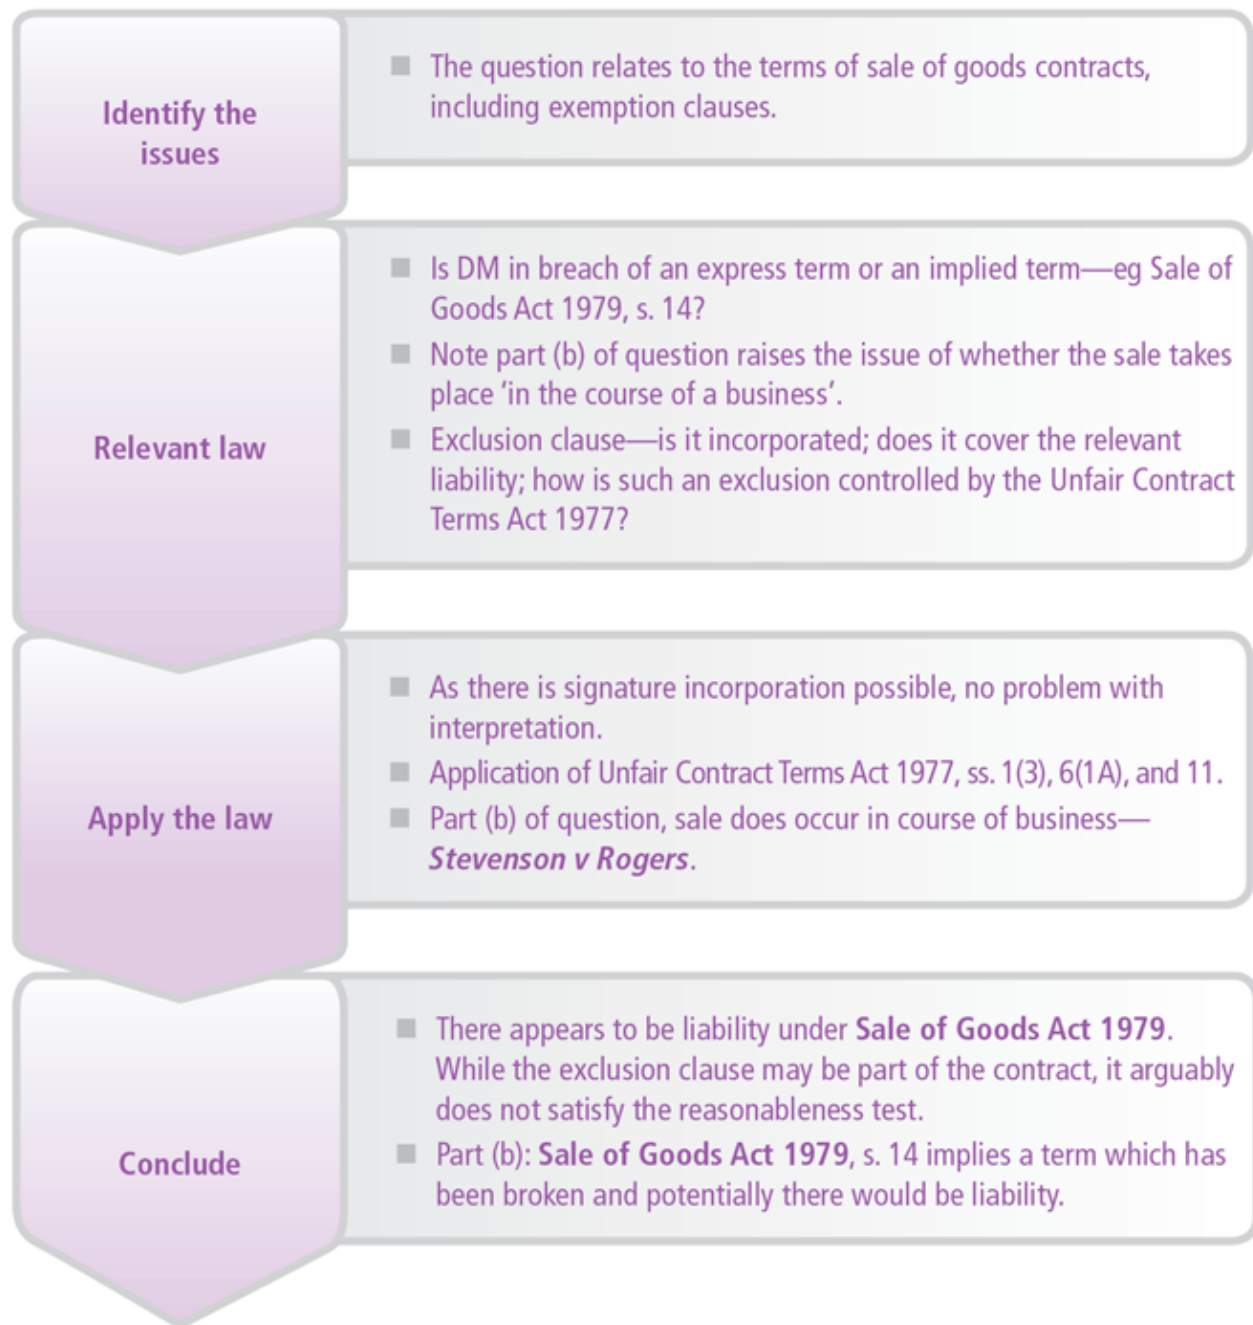 Identify the
issues
■ The question relates to the terms of sale of goods contracts,
including exemption clauses.
Relevant law
■ Is DM in breach of an express term or an implied term—eg Sale of
Goods Act 1979, s. 14?
■ Note part (b) of question raises the issue of whether the sale takes
place ‘in the course of a business’.
■ Exclusion clause—is it incorporated; does it cover the relevant
liability; how is such an exclusion controlled by the Unfair Contract
Terms Act 1977?
Apply the law
■ As there is signature incorporation possible, no problem with
interpretation.
■ Application of Unfair Contract Terms Act 1977, ss. 1(3), 6(1A), and 11.
■ Part (b) of question, sale does occur in course of business—
Stevenson v Rogers.
Conclude
■ There appears to be liability under Sale of Goods Act 1979.
While the exclusion clause may be part of the contract, it arguably
does not satisfy the reasonableness test.
■ Part (b): Sale of Goods Act 1979, s. 14 implies a term which has
been broken and potentially there would be liability.